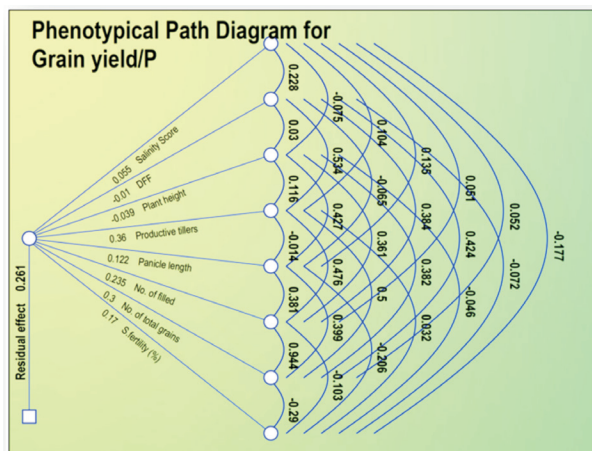 Phenotypical Path Diagram for
Grain yield/P
0.055 Salinity Score
-0.01 DFF
-0.039 Plant height
0.36 Productive tillers
0.122 Panicle length
0.235 No. of filled
0.3 No. of total grains
0.17 S.fertility (%)
Residual effect 0.261
0.228
0.03
0.116
-0.014
0.381
0.944
-0.29
-0.075
0.534
0.427
0.476
0.399
-0.103
0.104
-0.065
0.361
0.5
-0.206
0.135
0.384
0.382
0.032
0.051
0.424
-0.046
0.052
-0.072
-0.177